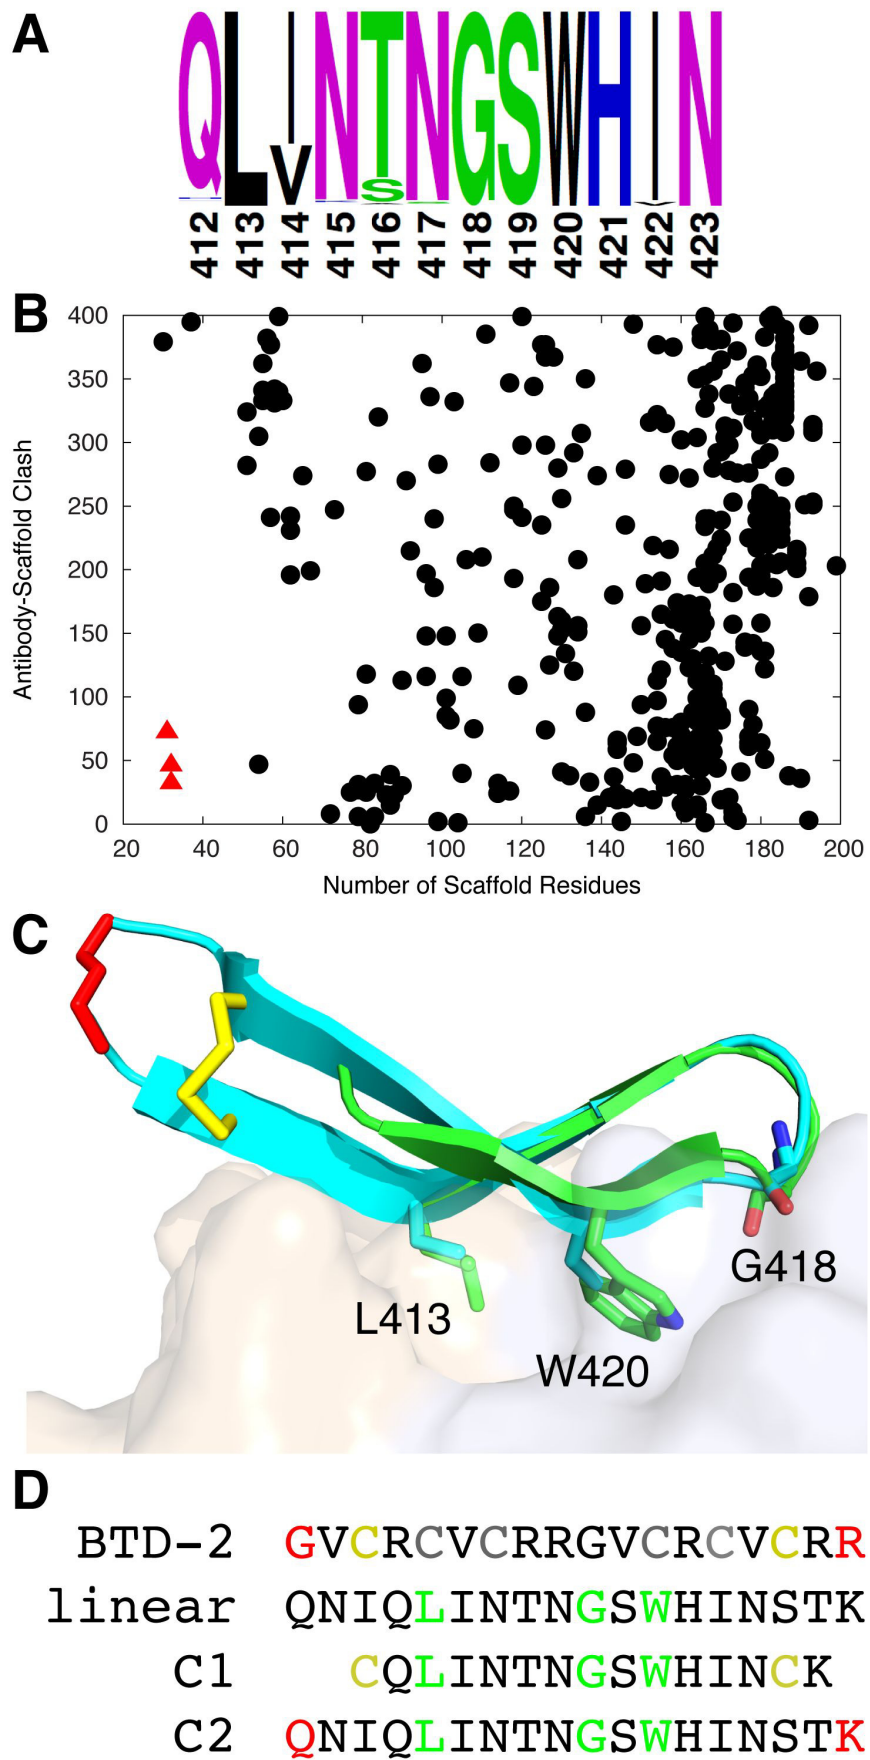 A
QLINTNGSWHIN
VS
412 413 414 415 416 417 418 419 420 421 422 423
B
400
350
300
250
200
150
100
50
0
Antibody-Scaffold Clash
20 40 60 80 100 120 140 160 180 200
Number of Scaffold Residues
C
L413
W420
G418
D
BTD-2 GVCRCVCRRGVCRCVCRR
linear QNIQLINTNGSWHINSTK
C1 CQLINTNGSWHINCK
C2 QNIQLINTNGSWHINSTK